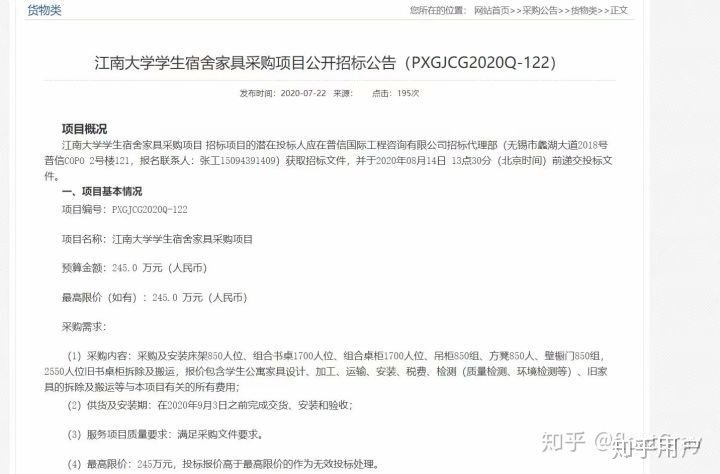 货物类
您所在的位置： 网站首页>>采购公告>>货物类>>正文
江南大学学生宿舍家具采购项目公开招标公告（PXGJCG2020Q-122）
发布时间：2020-07-22 来源： 点击：195次
项目概况
江南大学学生宿舍家具采购项目 招标项目的潜在投标人应在普信国际工程咨询有限公司招标代理部（无锡市蠡湖大道2018号
普信COPO 2号楼121，报名联系人：张工15094391409）获取招标文件，并于2020年08月14日 13点30分（北京时间）前递交投标文
件。
一、项目基本情况
项目编号：PXGJCG2020Q-122
项目名称：江南大学学生宿舍家具采购项目
预算金额：245.0 万元（人民币）
最高限价（如有）：245.0 万元（人民币）
采购需求：
（1）采购内容：采购及安装床架850人位、组合书桌1700人位、组合桌柜1700人位、吊柜850组、方凳850人、壁橱门850组，
2550人位旧书桌柜拆除及搬运，报价包含学生公寓家具设计、加工、运输、安装、税费、检测（质量检测、环境检测等）、旧家
具的拆除及搬运等与本项目有关的所有费用；
（2）供货及安装期：在2020年9月3日之前完成交货、安装和验收；
（3）服务项目质量要求：满足采购文件要求。
（4）最高限价：245万元，投标报价高于最高限价的作为无效投标处理。
知乎
知乎用户